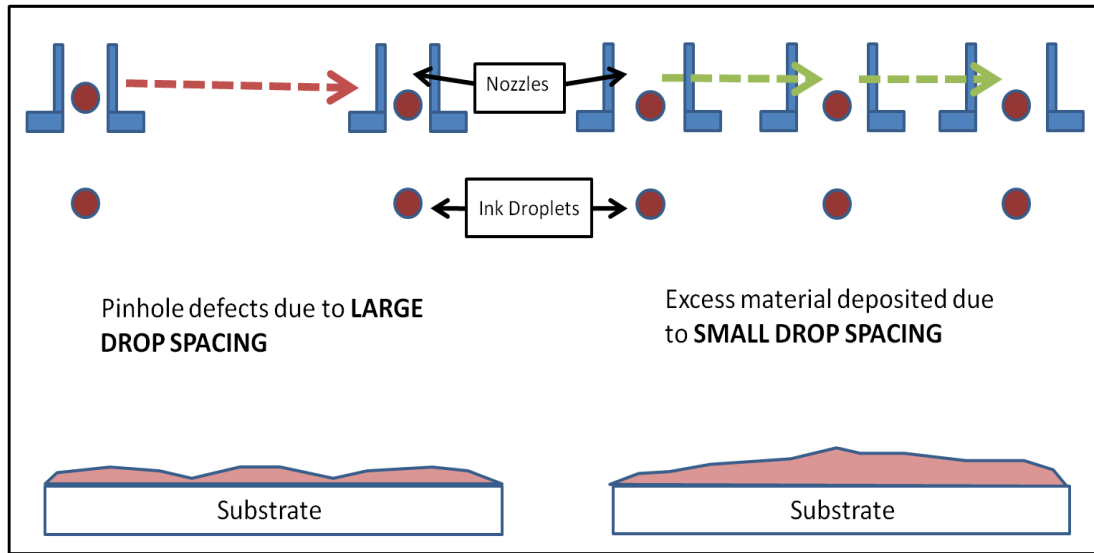 Nozzles
Ink Droplets
Pinhole defects due to LARGE
DROP SPACING
Excess material deposited due
to SMALL DROP SPACING
Substrate
Substrate